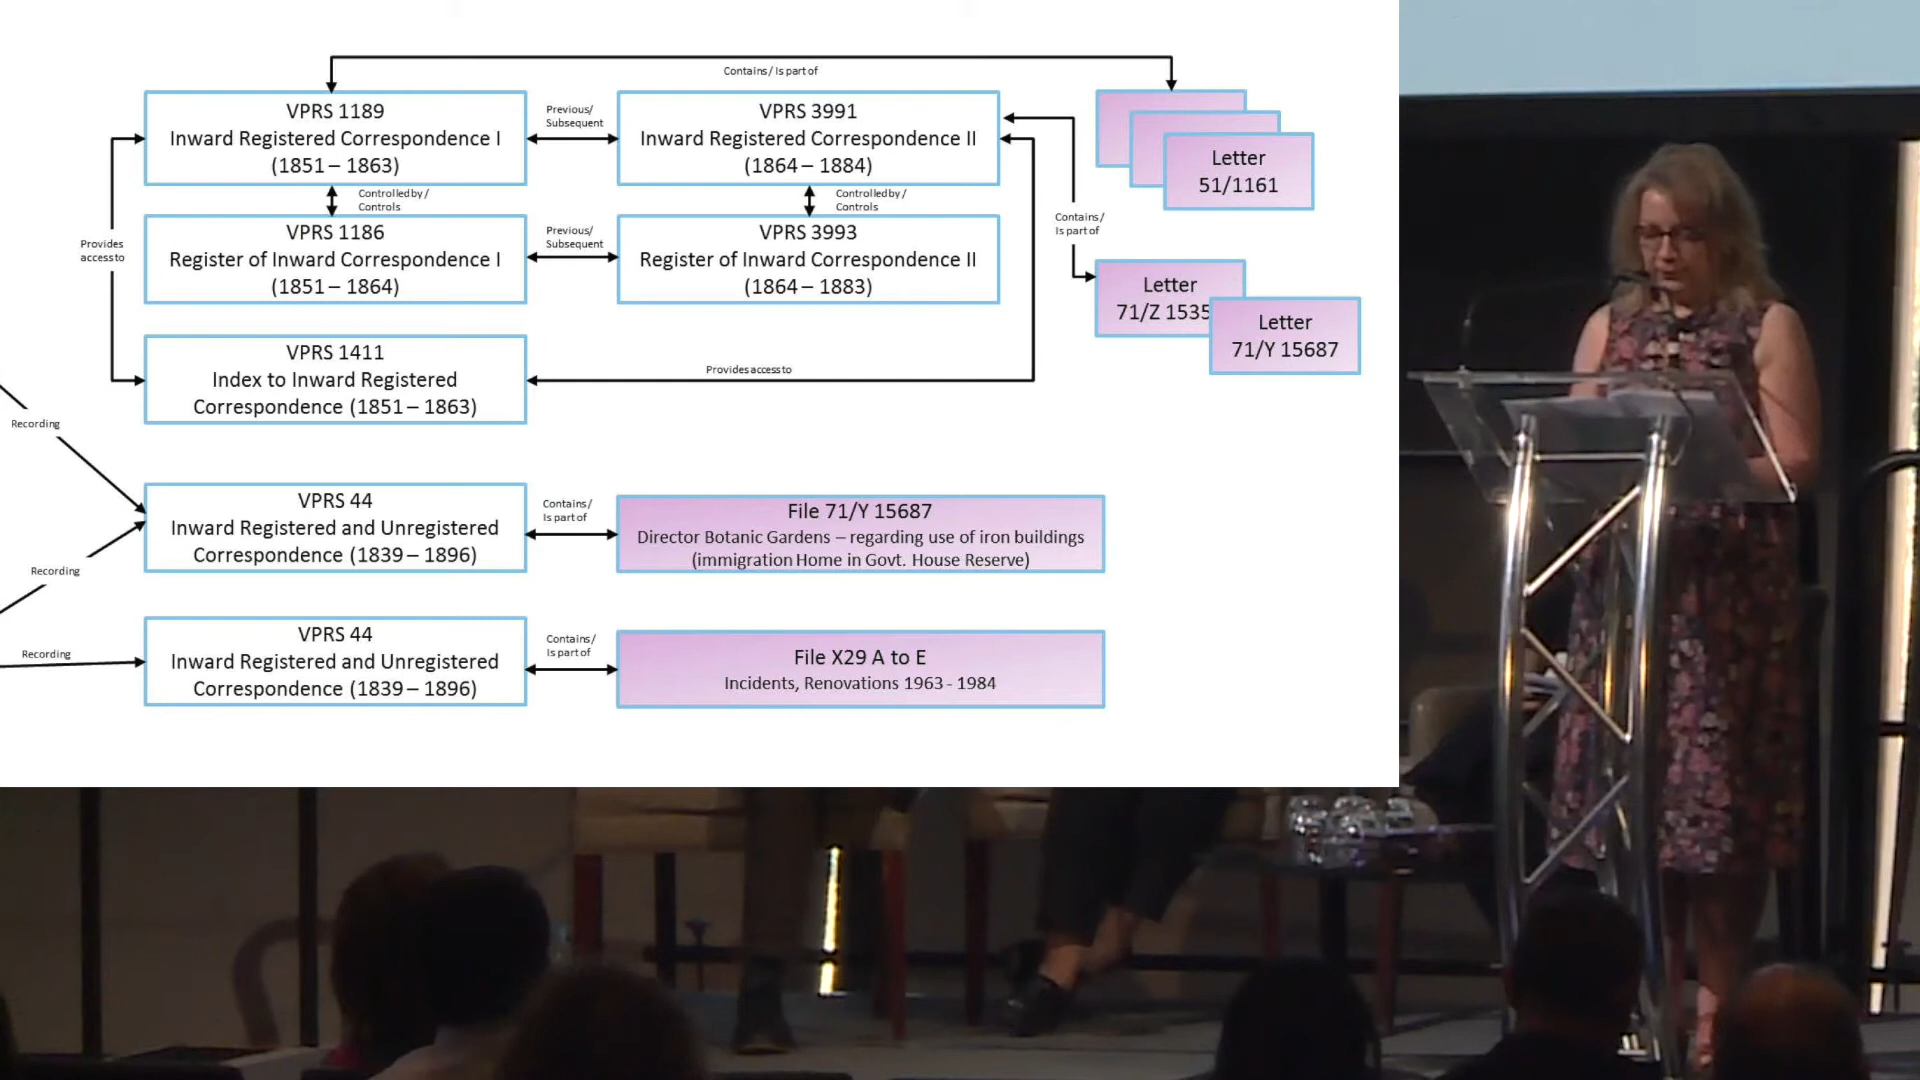 Contains/ Is part of
VPRS 1189
Inward Registered Correspondence I
(1851 – 1863)
Previous/
Subsequent
VPRS 3991
Inward Registered Correspondence II
(1864 – 1884)
Letter
51/1161
Controlled by /
Controls
Controlled by /
Controls
Provides
access to
VPRS 1186
Register of Inward Correspondence I
(1851 – 1864)
Previous/
Subsequent
VPRS 3993
Register of Inward Correspondence II
(1864 – 1883)
Contains /
Is part of
Letter
71/Z 1535
Letter
71/Y 15687
VPRS 1411
Index to Inward Registered
Correspondence (1851 – 1863)
Provides access to
Recording
VPRS 44
Inward Registered and Unregistered
Correspondence (1839 – 1896)
Contains /
Is part of
File 71/Y 15687
Director Botanic Gardens – regarding use of iron buildings
(immigration Home in Govt. House Reserve)
Recording
Recording
VPRS 44
Inward Registered and Unregistered
Correspondence (1839 – 1896)
Contains /
Is part of
File X29 A to E
Incidents, Renovations 1963 - 1984